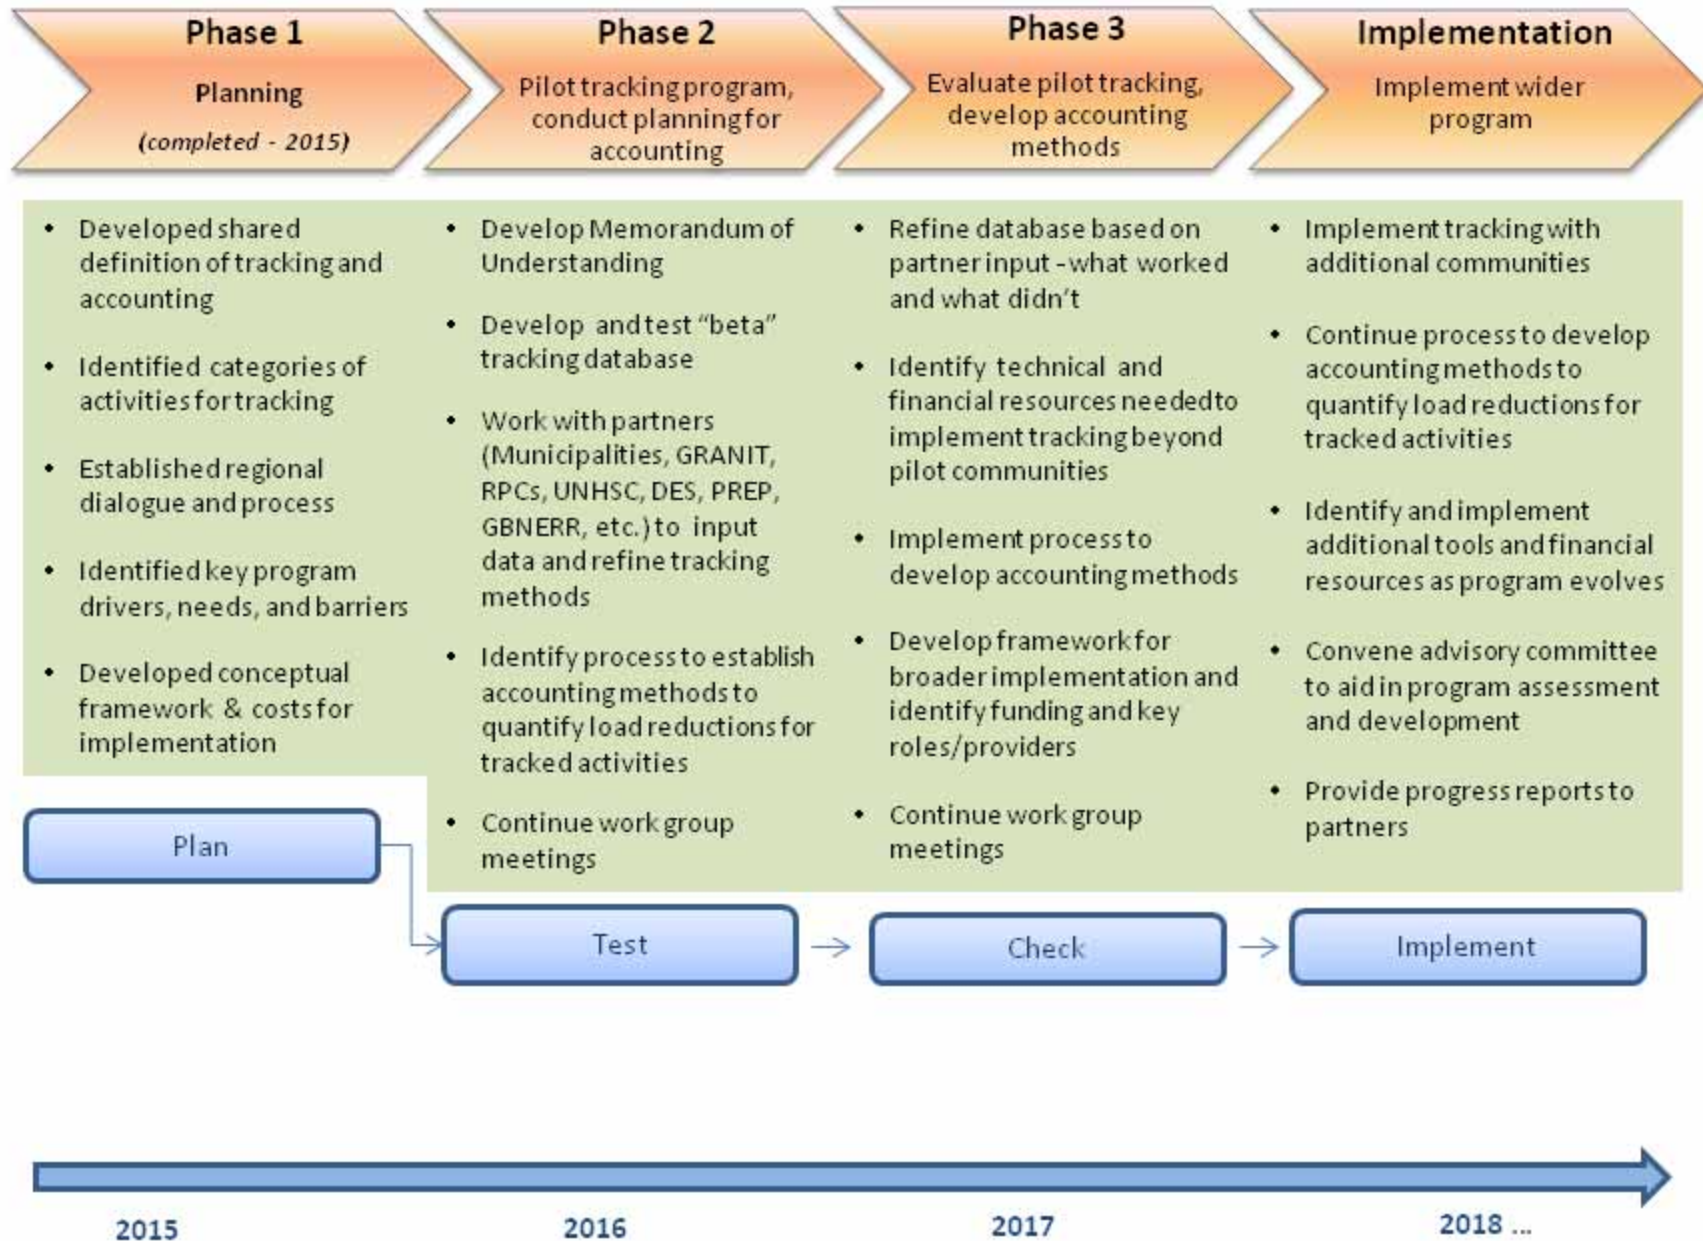 Phase 1
Planning
(completed - 2015)
Phase 2
Pilot tracking program,
conduct planning for
accounting
Phase 3
Evaluate pilot tracking,
develop accounting
methods
Implementation
Implement wider
program
• Developed shared
definition of tracking and
accounting
• Identified categories of
activities for tracking
• Established regional
dialogue and process
• Identified key program
drivers, needs, and barriers
• Developed conceptual
framework & costs for
implementation
• Develop Memorandum of
Understanding
• Develop and test “beta”
tracking database
• Work with partners
(Municipalities, GRANIT,
RPCs, UNHSC, DES, PREP,
GBNERR, etc.) to input
data and refine tracking
methods
• Identify process to establish
accounting methods to
quantify load reductions for
tracked activities
• Continue work group
meetings
• Refine database based on
partner input - what worked
and what didn’t
• Identify technical and
financial resources needed to
implement tracking beyond
pilot communities
• Implement process to
develop accounting methods
• Develop framework for
broader implementation and
identify funding and key
roles/providers
• Continue work group
meetings
• Implement tracking with
additional communities
• Continue process to develop
accounting methods to
quantify load reductions for
tracked activities
• Identify and implement
additional tools and financial
resources as program evolves
• Convene advisory committee
to aid in program assessment
and development
• Provide progress reports to
partners
Plan
Test
Check
Implement
2015
2016
2017
2018 ...